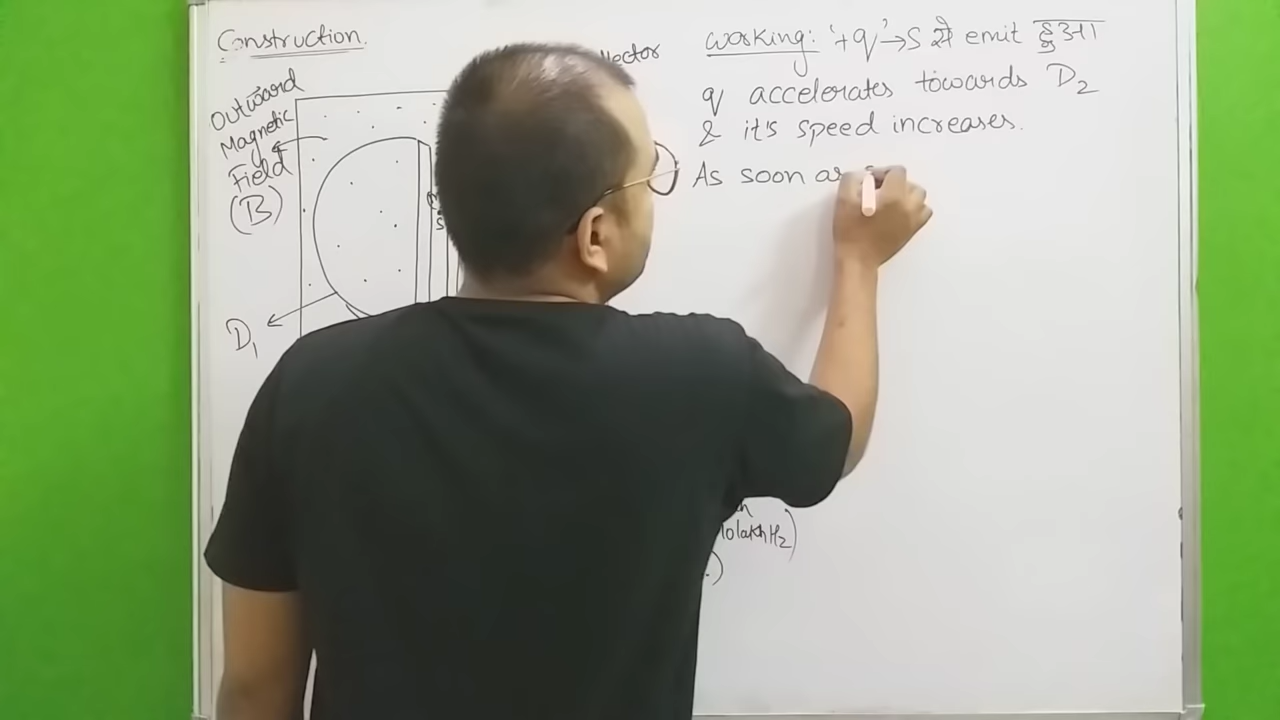 Construction.
Outward
Magnetic
Field
(B)
D₁
S
working: '+q' → S से emit हुआ।
q accelerates towards D₂
& it's speed increases.
As soon as
10 lakh Hz)